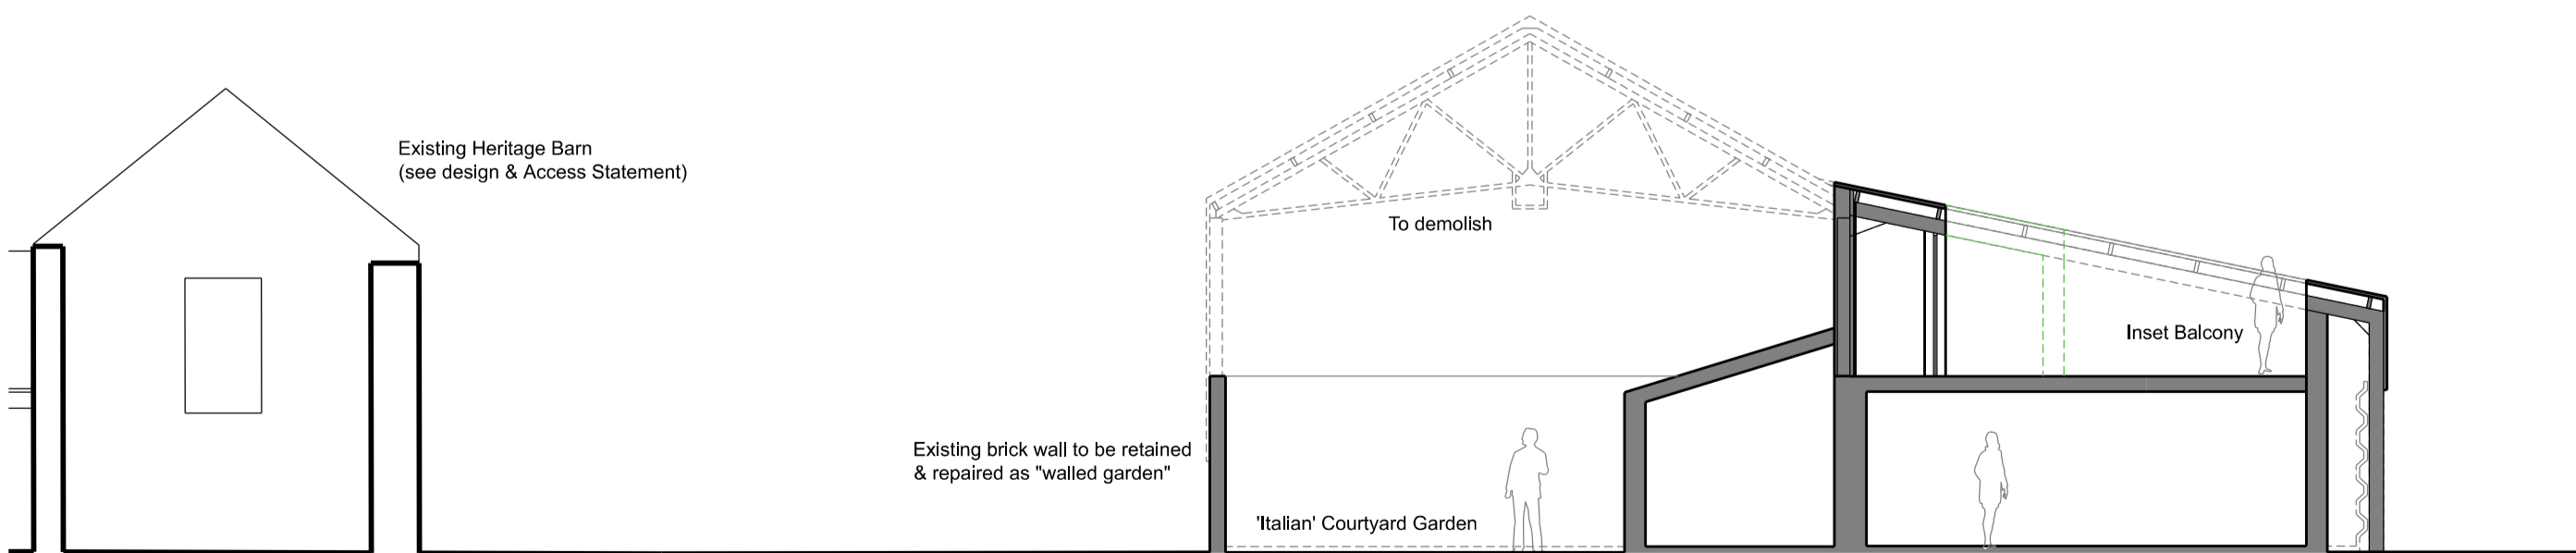 Existing Heritage Barn
(see design & Access Statement)
To demolish
Inset Balcony
Existing brick wall to be retained
& repaired as "walled garden"
'Italian' Courtyard Garden